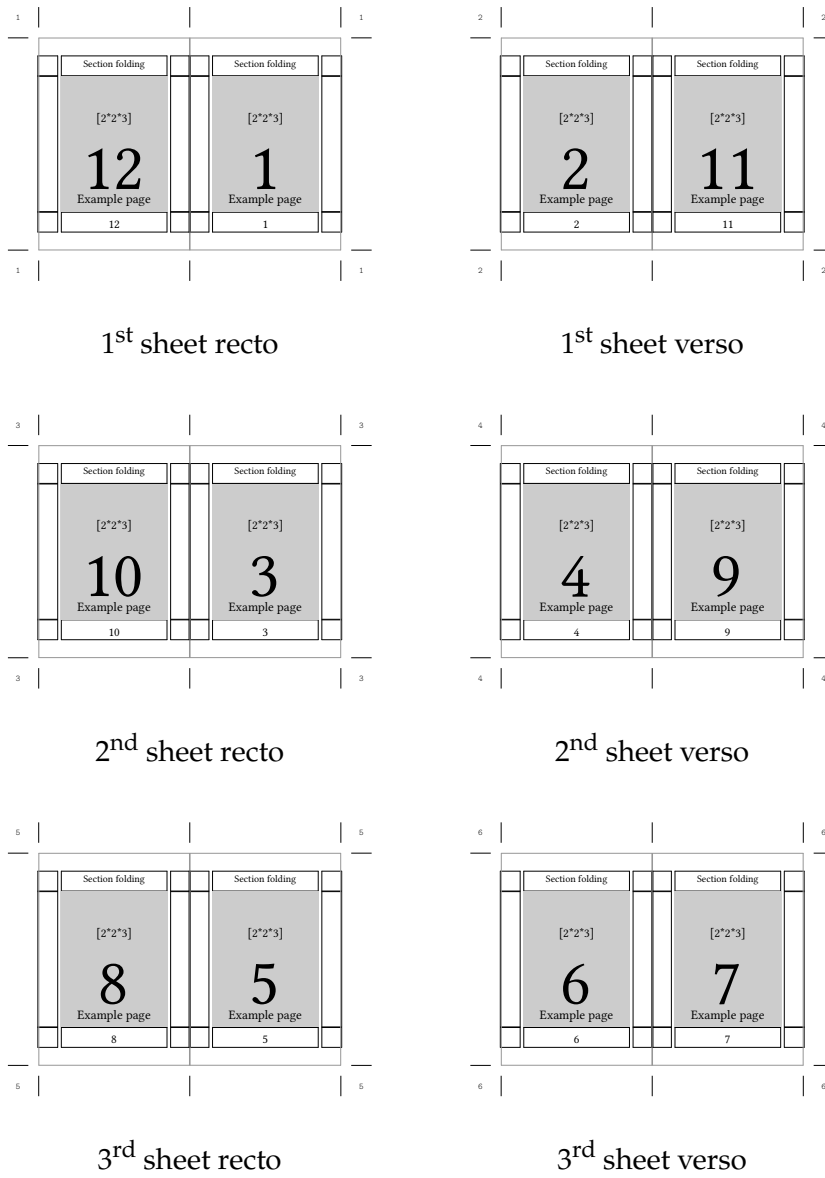 1 1 2 2
Section folding Section folding Section folding Section folding
[2*2*3] [2*2*3] [2*2*3] [2*2*3]
12 1 2 11
Example page Example page Example page Example page
12 1 2 11
1 1 2 2
1st sheet recto 1st sheet verso
3 3 4 4
Section folding Section folding Section folding Section folding
[2*2*3] [2*2*3] [2*2*3] [2*2*3]
10 3 4 9
Example page Example page Example page Example page
10 3 4 9
3 3 4 4
2nd sheet recto 2nd sheet verso
5 5 6 6
Section folding Section folding Section folding Section folding
[2*2*3] [2*2*3] [2*2*3] [2*2*3]
8 5 6 7
Example page Example page Example page Example page
8 5 6 7
5 5 6 6
3rd sheet recto 3rd sheet verso